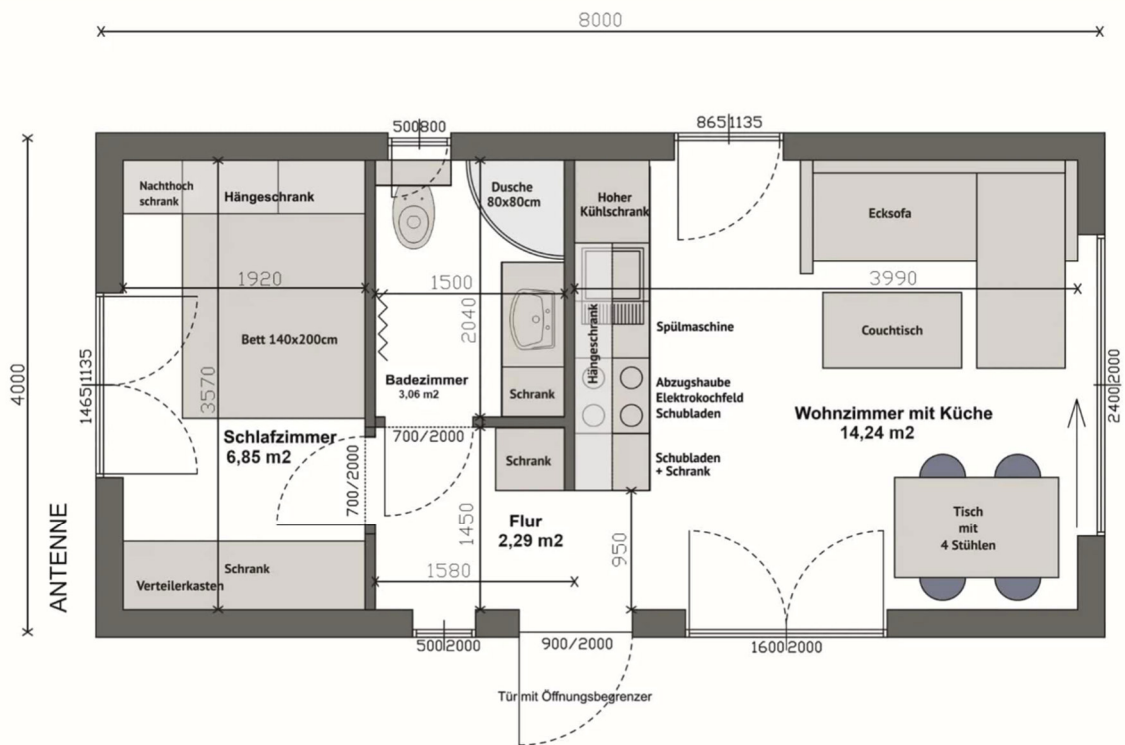 8000
500 800
865 1135
Nachthoch
schrank
Hängeschrank
Dusche
80x80cm
Hoher
Kühlschrank
Ecksofa
1920
1500
3990
2040
Hängeschrank
Spülmaschine
Couchtisch
Bett 140x200cm
1465 1135
3570
4000
2400 2000
Badezimmer
3,06 m2
Schrank
Abzugshaube
Elektrokochfeld
Schubladen
Wohnzimmer mit Küche
14,24 m2
Schlafzimmer
6,85 m2
700/2000
700/2000
Schrank
Schubladen
+ Schrank
Flur
2,29 m2
1450
950
Tisch
mit
4 Stühlen
ANTENNE
Schrank
Verteilerkasten
1580
500 2000
900/2000
1600 2000
Tür mit Öffnungsbegrenzer